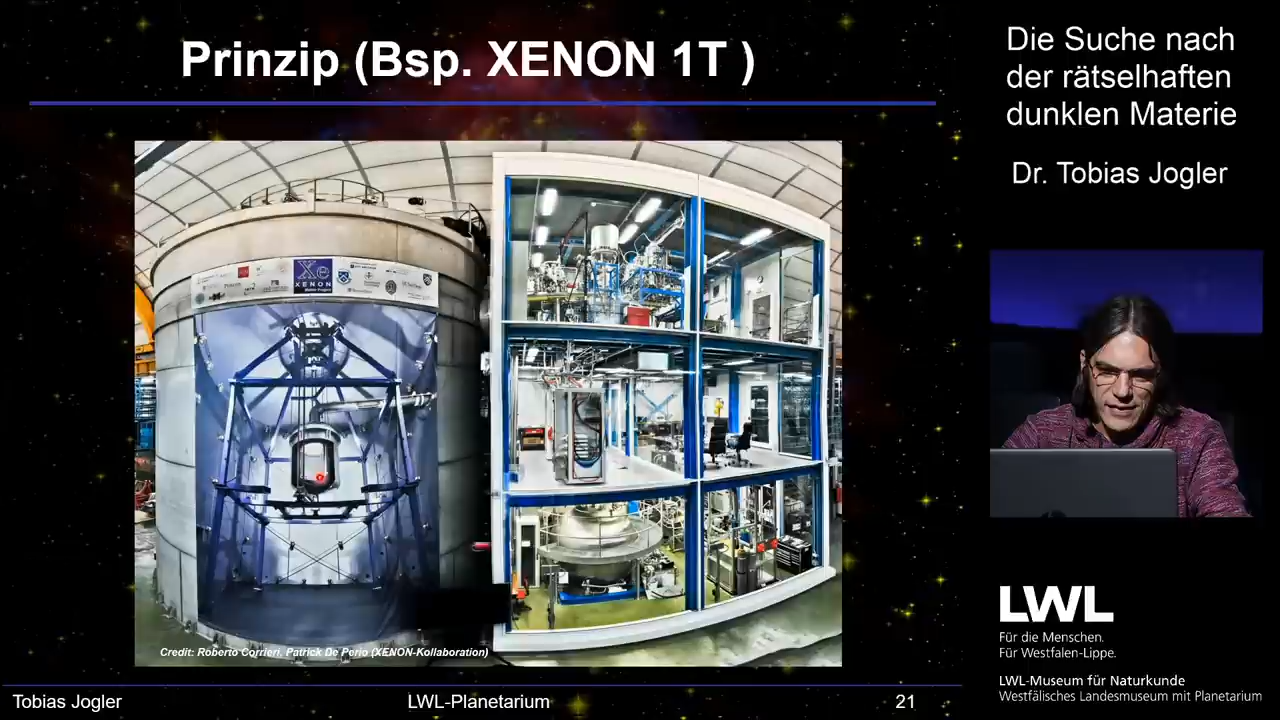 Prinzip (Bsp. XENON 1T )
Xe
XENON
Credit: Roberto Corrieri, Patrick De Perio (XENON-Kollaboration)
Tobias Jogler
LWL-Planetarium
21
Die Suche nach
der rätselhaften
dunklen Materie
Dr. Tobias Jogler
LWL
Für die Menschen.
Für Westfalen-Lippe.
LWL-Museum für Naturkunde
Westfälisches Landesmuseum mit Planetarium